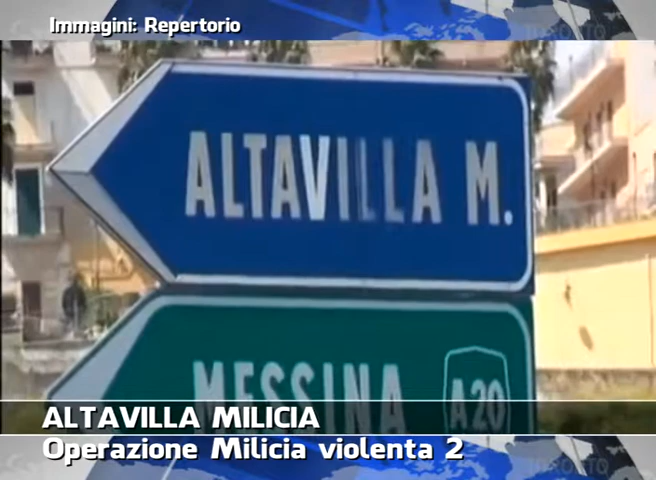 Immagini: Repertorio
ALTAVILLA M.
MESSINA A20
ALTAVILLA MILICIA
Operazione Milicia violenta 2